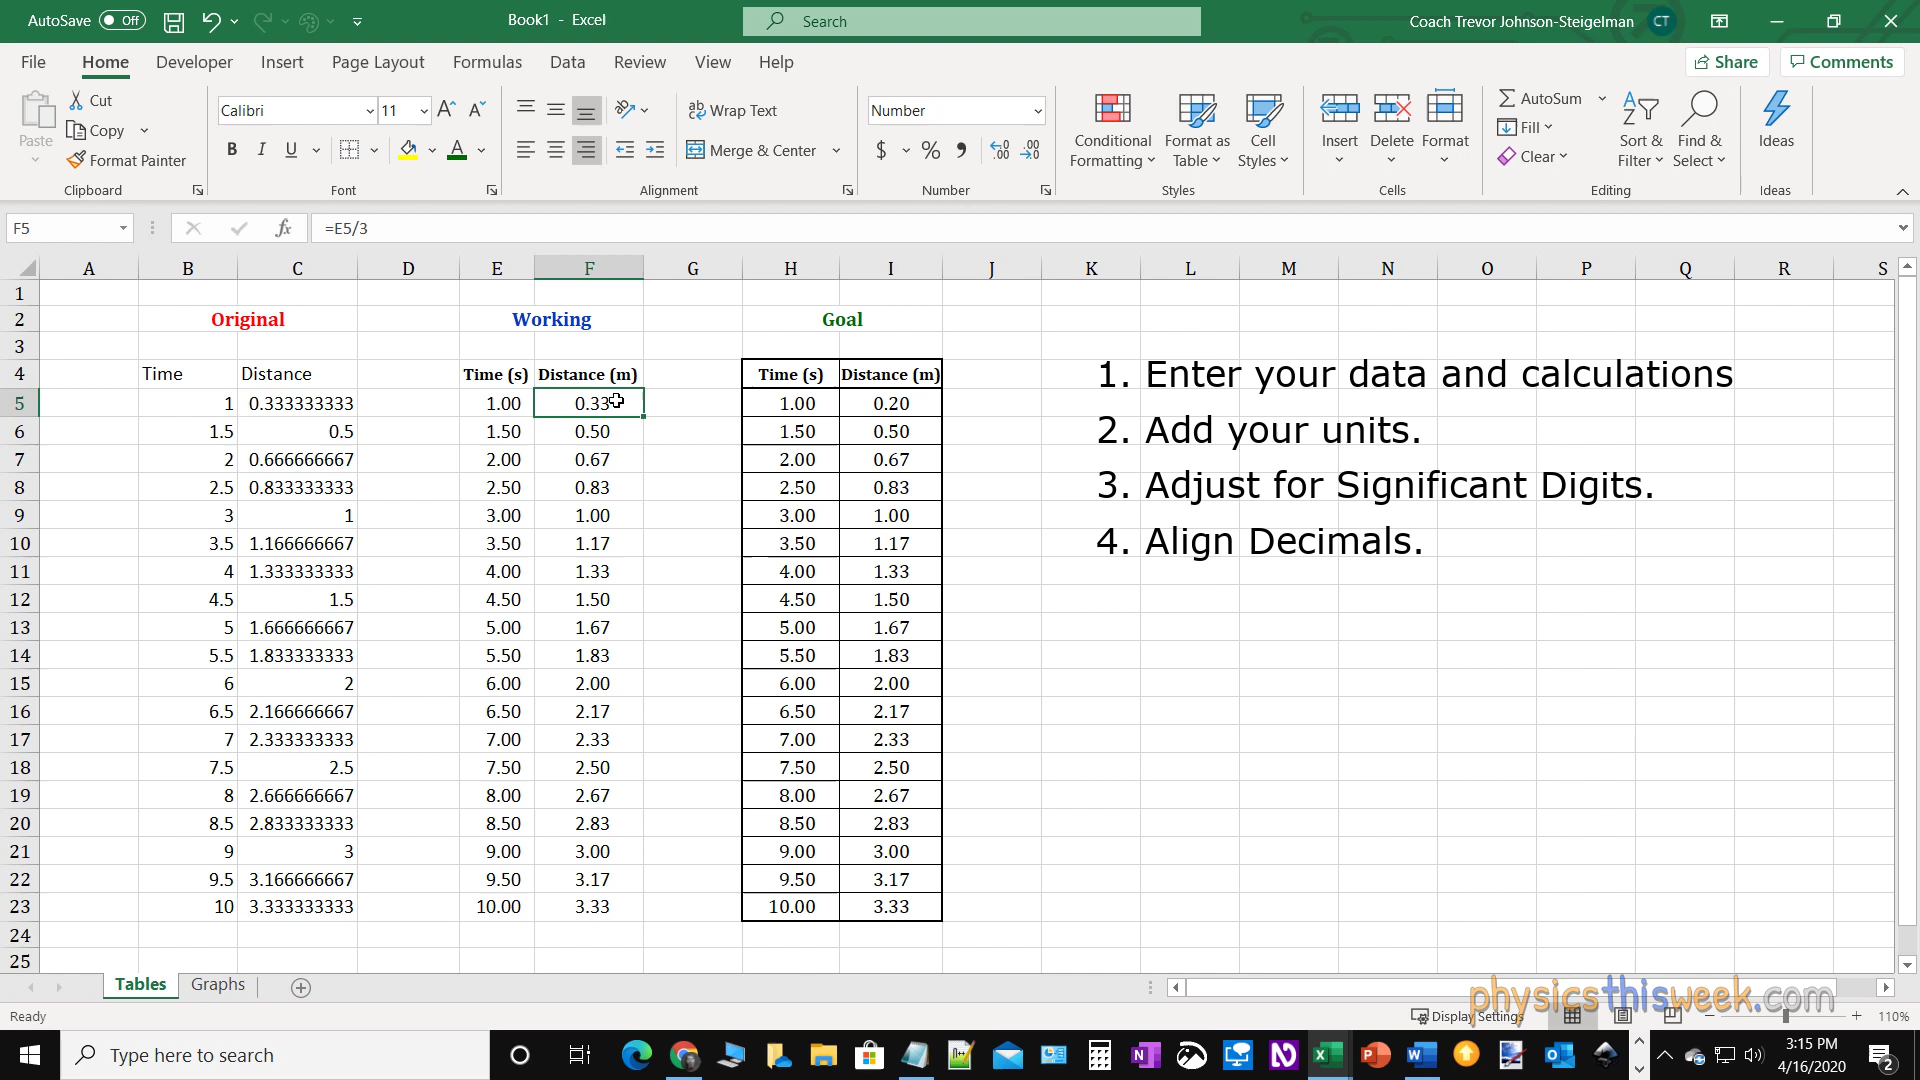 AutoSave Off Book1 - Excel Search Coach Trevor Johnson-Steigelman CT
File Home Developer Insert Page Layout Formulas Data Review View Help Share Comments
Paste
Cut
Copy
Format Painter
Clipboard
Calibri 11
B I U
Font
Wrap Text
Merge & Center
Alignment
Number
$ % 9
Number
Conditional Formatting
Format as Table
Cell Styles
Styles
Insert Delete Format
Cells
AutoSum
Fill
Clear
Sort & Filter
Find & Select
Editing
Ideas
Ideas
F5 fx =E5/3
A B C D E F G H I J K L M N O P Q R S
1
2 Original Working Goal
3
4 Time Distance Time (s) Distance (m) Time (s) Distance (m)
5 1 0.333333333 1.00 0.33 1.00 0.20
6 1.5 0.5 1.50 0.50 1.50 0.50
7 2 0.666666667 2.00 0.67 2.00 0.67
8 2.5 0.833333333 2.50 0.83 2.50 0.83
9 3 1 3.00 1.00 3.00 1.00
10 3.5 1.166666667 3.50 1.17 3.50 1.17
11 4 1.333333333 4.00 1.33 4.00 1.33
12 4.5 1.5 4.50 1.50 4.50 1.50
13 5 1.666666667 5.00 1.67 5.00 1.67
14 5.5 1.833333333 5.50 1.83 5.50 1.83
15 6 2 6.00 2.00 6.00 2.00
16 6.5 2.166666667 6.50 2.17 6.50 2.17
17 7 2.333333333 7.00 2.33 7.00 2.33
18 7.5 2.5 7.50 2.50 7.50 2.50
19 8 2.666666667 8.00 2.67 8.00 2.67
20 8.5 2.833333333 8.50 2.83 8.50 2.83
21 9 3 9.00 3.00 9.00 3.00
22 9.5 3.166666667 9.50 3.17 9.50 3.17
23 10 3.333333333 10.00 3.33 10.00 3.33
24
25
1. Enter your data and calculations
2. Add your units.
3. Adjust for Significant Digits.
4. Align Decimals.
Tables Graphs
physicsthisweek.com
Ready Display Settings 110%
Type here to search
3:15 PM
4/16/2020
2